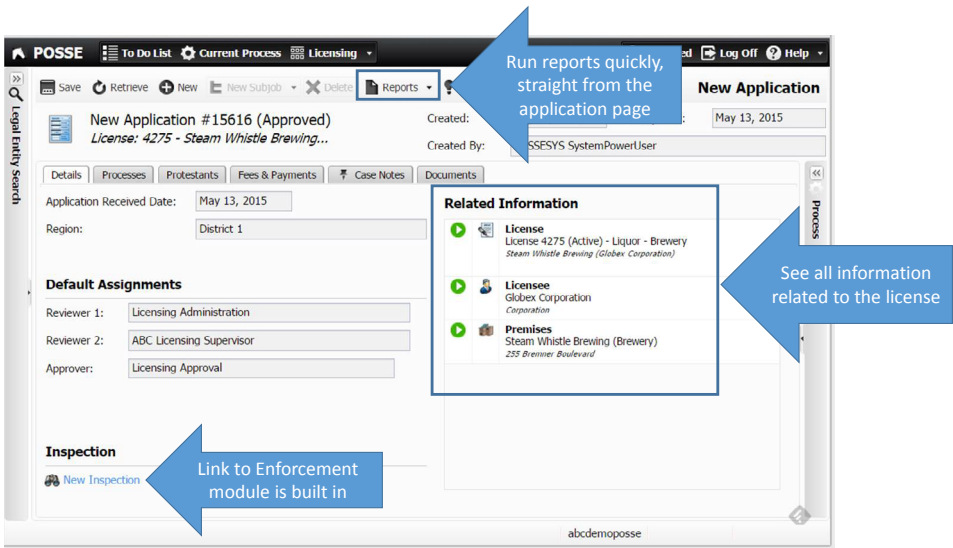 POSSE To Do List Current Process Licensing Log Off Help
Save Retrieve New New Subjob Delete Reports
Run reports quickly,
straight from the
application page
New Application
New Application #15616 (Approved)
License: 4275 - Steam Whistle Brewing...
Created:
May 13, 2015
Created By:
SYS SystemPowerUser
Legal Entity Search
Details Processes Protestants Fees & Payments Case Notes Documents
Application Received Date: May 13, 2015
Region: District 1
Default Assignments
Reviewer 1: Licensing Administration
Reviewer 2: ABC Licensing Supervisor
Approver: Licensing Approval
Inspection
New Inspection
Link to Enforcement
module is built in
Related Information
License
License 4275 (Active) - Liquor - Brewery
Steam Whistle Brewing (Globex Corporation)
Licensee
Globex Corporation
Corporation
Premises
Steam Whistle Brewing (Brewery)
255 Bremner Boulevard
Process
See all information
related to the license
abcdemoposse